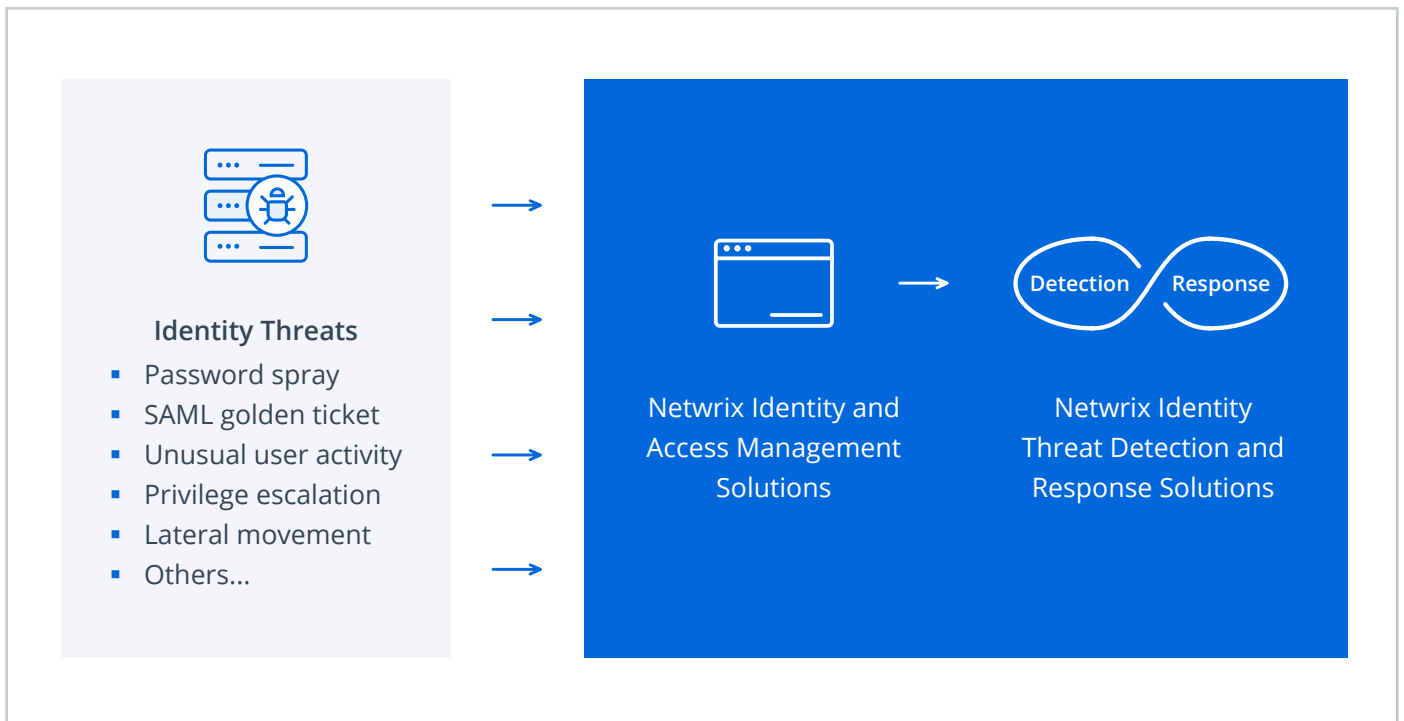 Identity Threats
Password spray
SAML golden ticket
Unusual user activity
Privilege escalation
Lateral movement
Others...
Netwrix Identity and
Access Management
Solutions
Detection
Response
Netwrix Identity
Threat Detection and
Response Solutions